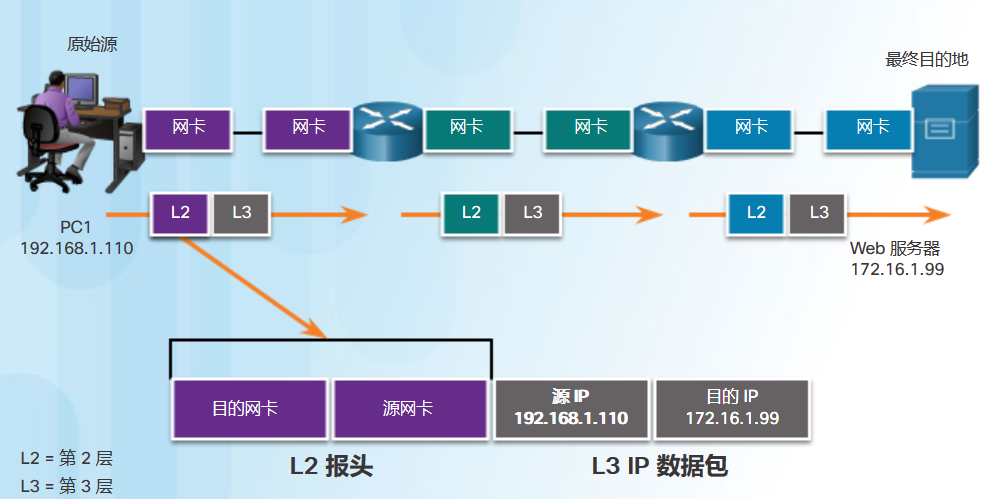 原始源
最终目的地
网卡 网卡 网卡 网卡 网卡 网卡
L2 L3 L2 L3 L2 L3
PC1
192.168.1.110
Web 服务器
172.16.1.99
目的网卡 源网卡 源 IP 目的 IP
192.168.1.110 172.16.1.99
L2 报头 L3 IP 数据包
L2 = 第 2 层
L3 = 第 3 层